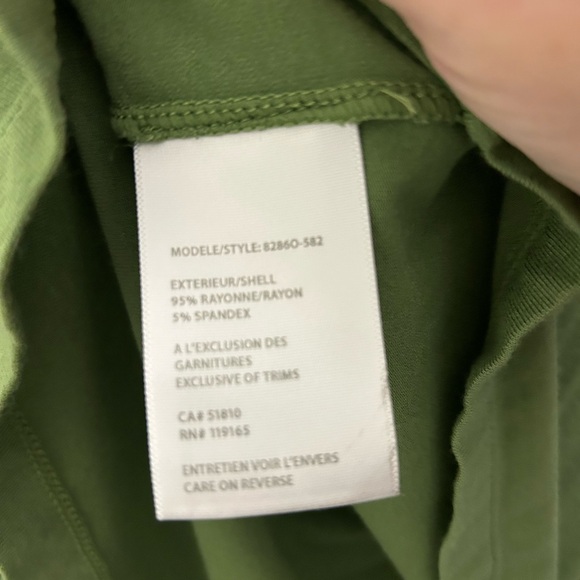 MODELE/STYLE: 82860-582
EXTERIEUR/SHELL
95% RAYONNE/RAYON
5% SPANDEX
A L'EXCLUSION DES
GARNITURES
EXCLUSIVE OF TRIMS
CA# 51810
RN# 119165
ENTRETIEN VOIR L'ENVERS
CARE ON REVERSE